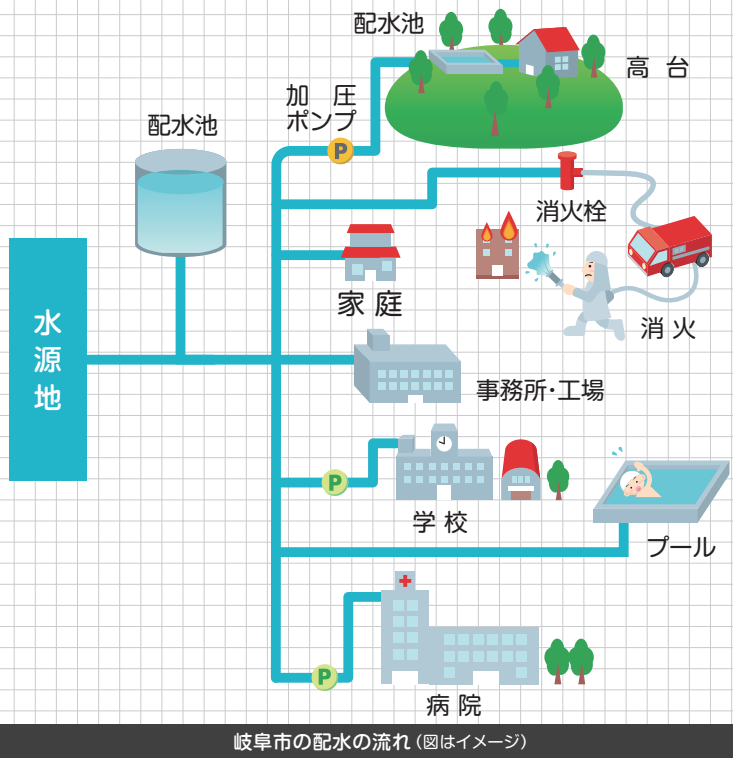 配水池
高台
加圧
ポンプ
P
配水池
消火栓
家庭
消火
水源地
事務所・工場
P
学校
プール
P
病院
岐阜市の配水の流れ（図はイメージ）